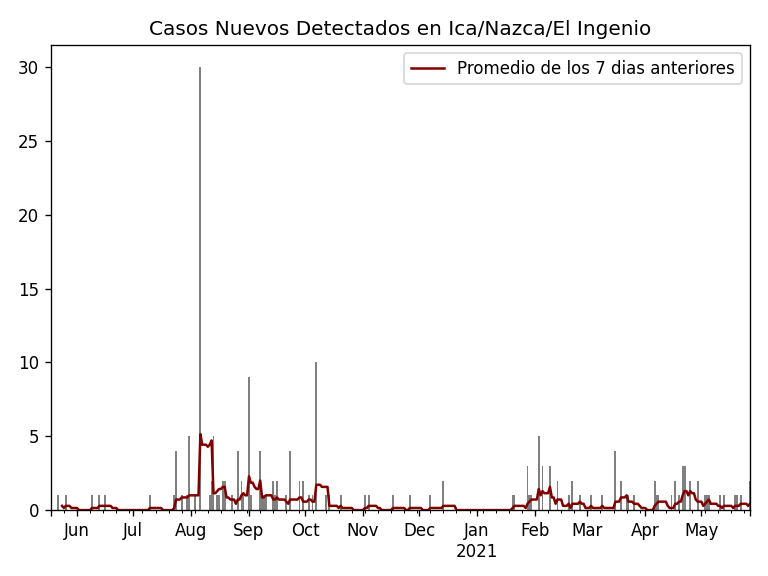 Casos Nuevos Detectados en Ica/Nazca/El Ingenio
Promedio de los 7 dias anteriores
30
25
20
15
10
5
0
Jun Jul Aug Sep Oct Nov Dec Jan Feb Mar Apr May
2021